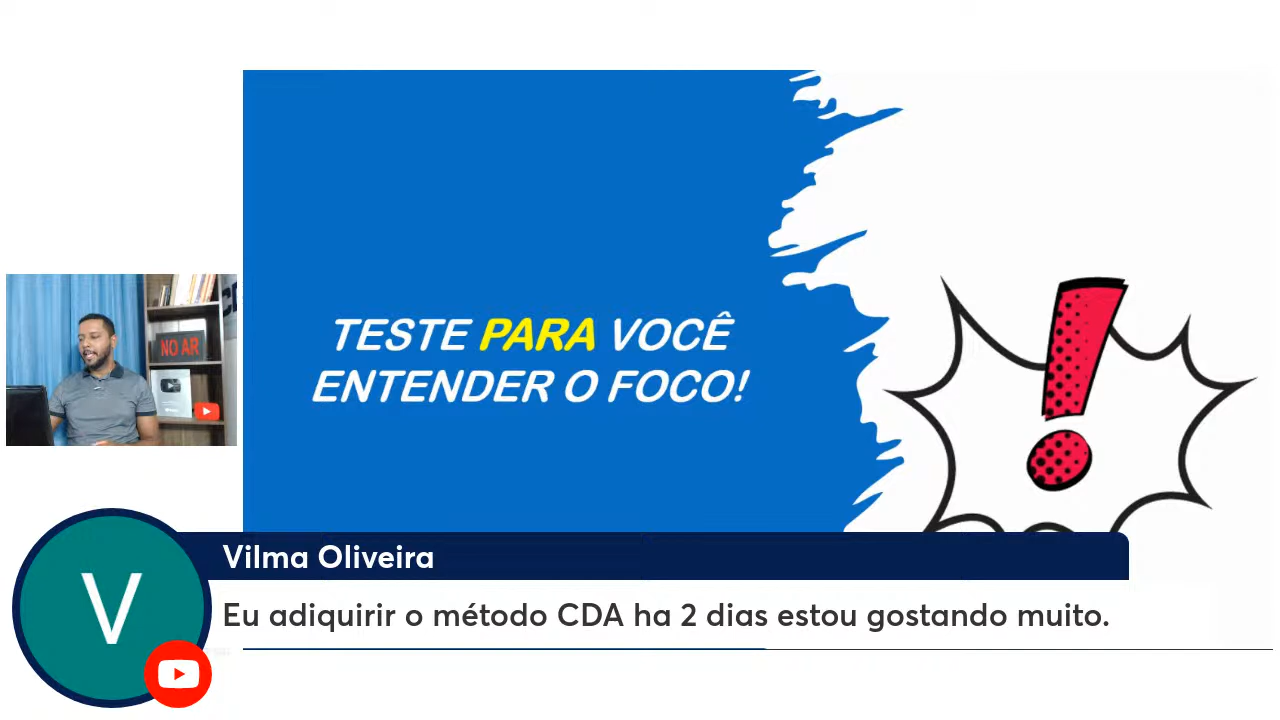 TESTE PARA VOCÊ
ENTENDER O FOCO!
NO AR
V
Vilma Oliveira
Eu adiquirir o método CDA ha 2 dias estou gostando muito.